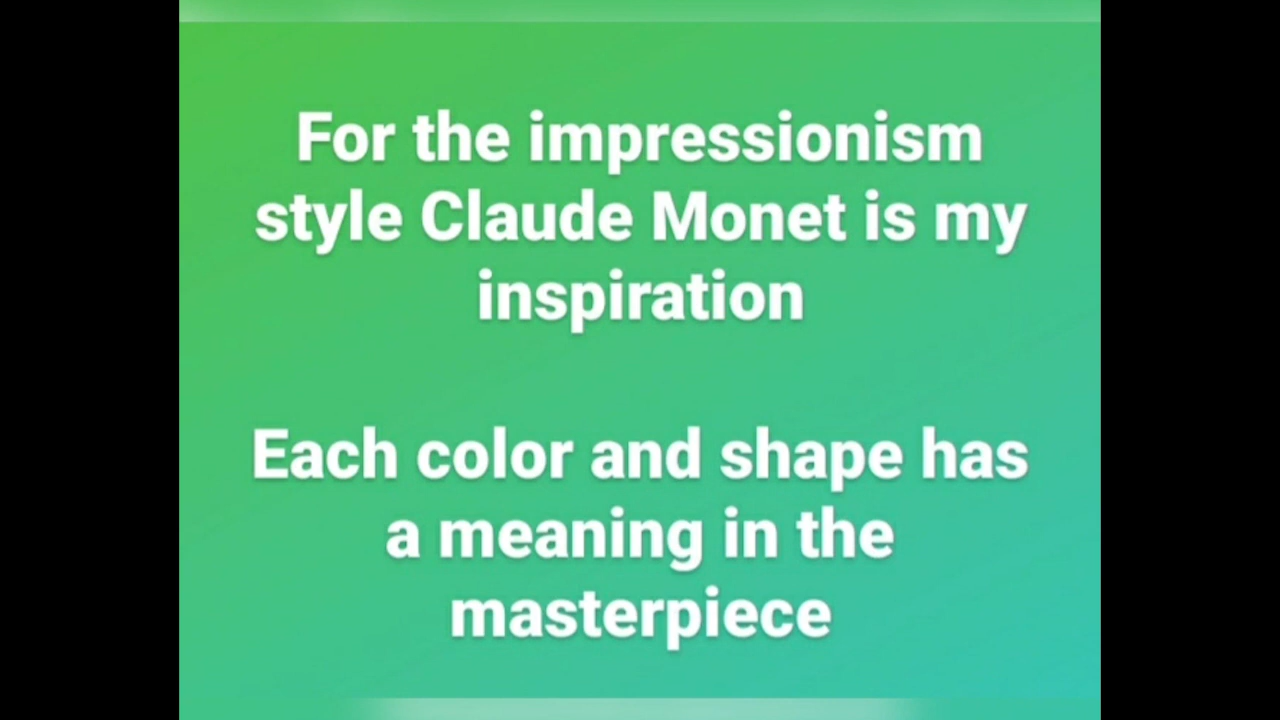 For the impressionism
style Claude Monet is my
inspiration
Each color and shape has
a meaning in the
masterpiece